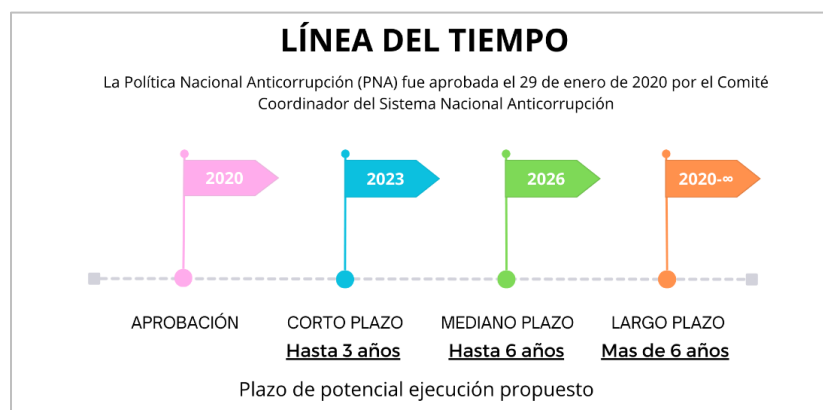 LÍNEA DEL TIEMPO
La Política Nacional Anticorrupción (PNA) fue aprobada el 29 de enero de 2020 por el Comité
Coordinador del Sistema Nacional Anticorrupción
2020
2023
2026
2020-∞
APROBACIÓN
CORTO PLAZO
MEDIANO PLAZO
LARGO PLAZO
Hasta 3 años
Hasta 6 años
Mas de 6 años
Plazo de potencial ejecución propuesto